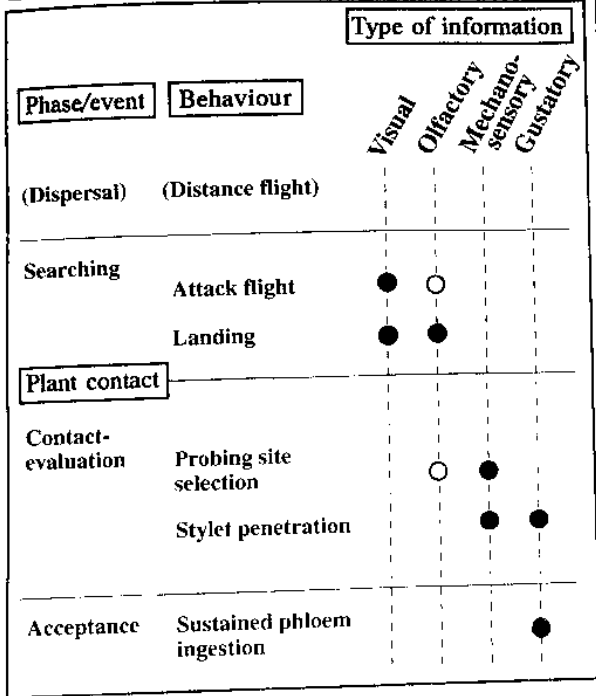 Type of information
Phase/event Behaviour
Visual
Olfactory
Mechano-
sensory
Gustatory
(Dispersal) (Distance flight)
Searching
Attack flight
Landing
Plant contact
Contact-
evaluation
Probing site
selection
Stylet penetration
Acceptance Sustained phloem
ingestion